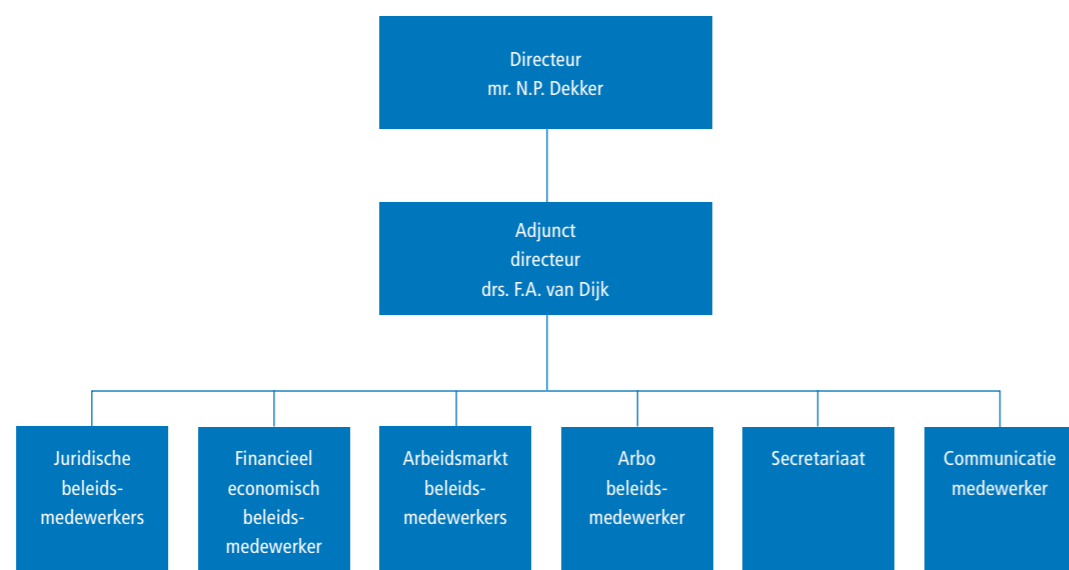 Directeur
mr. N.P. Dekker
Adjunct
directeur
drs. F.A. van Dijk
Juridische
beleids-
medewerkers
Financieel
economisch
beleids-
medewerker
Arbeidsmarkt
beleids-
medewerkers
Arbo
beleids-
medewerker
Secretariaat
Communicatie
medewerker